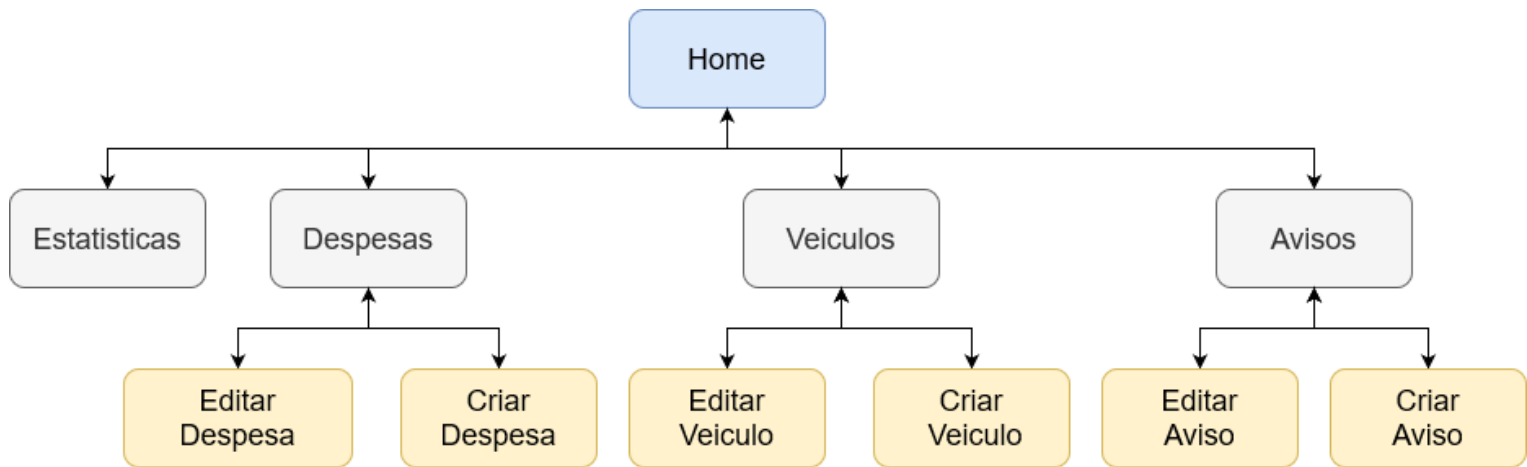 Home
Estatisticas
Despesas
Veiculos
Avisos
Editar
Despesa
Criar
Despesa
Editar
Veiculo
Criar
Veiculo
Editar
Aviso
Criar
Aviso